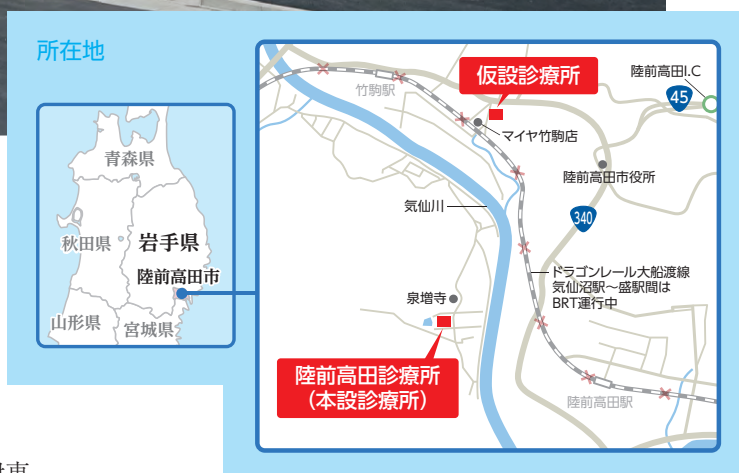 所在地
青森県
秋田県
岩手県
陸前高田市
山形県
宮城県
竹駒駅
仮設診療所
陸前高田I.C
45
マイヤ竹駒店
陸前高田市役所
気仙川
340
ドラゴンレール大船渡線
気仙沼駅〜盛駅間は
BRT運行中
泉増寺
陸前高田診療所
（本設診療所）
陸前高田駅